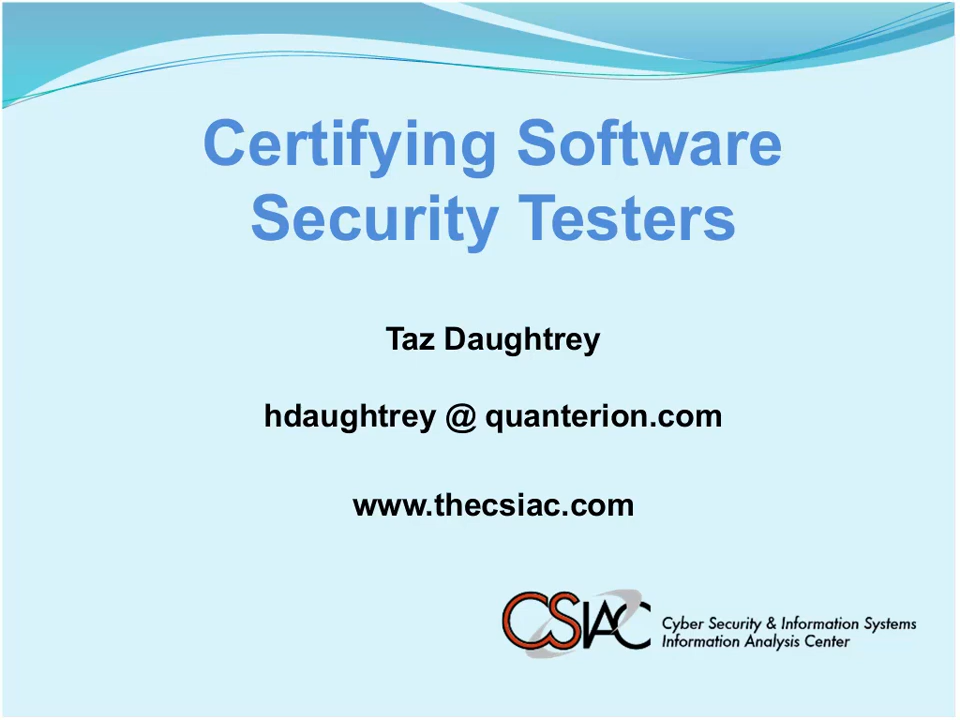 Certifying Software
Security Testers
Taz Daughtrey
hdaughtrey @ quanterion.com
www.thecsiac.com
CSIAC
Cyber Security & Information Systems
Information Analysis Center